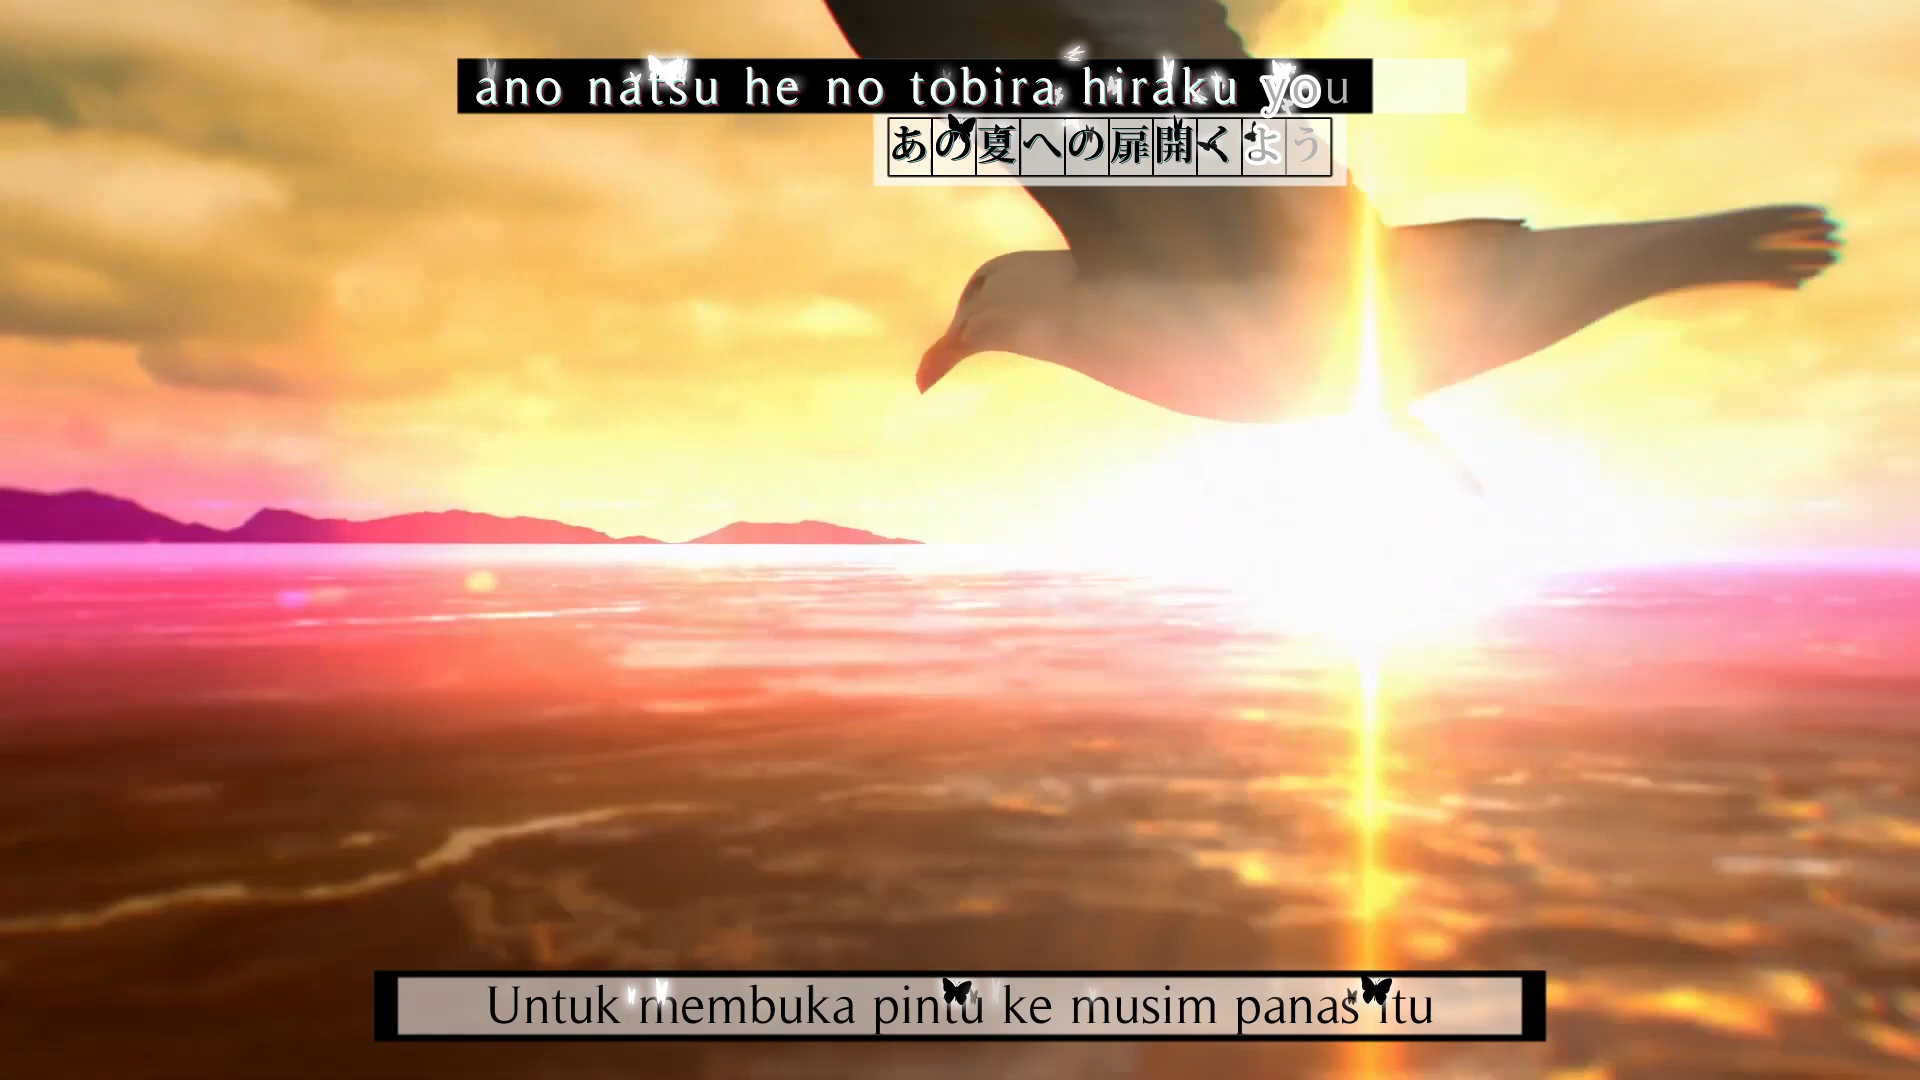 ano natsu he no tobira hiraku you
あの夏への扉開くよう
Untuk membuka pintu ke musim panas itu